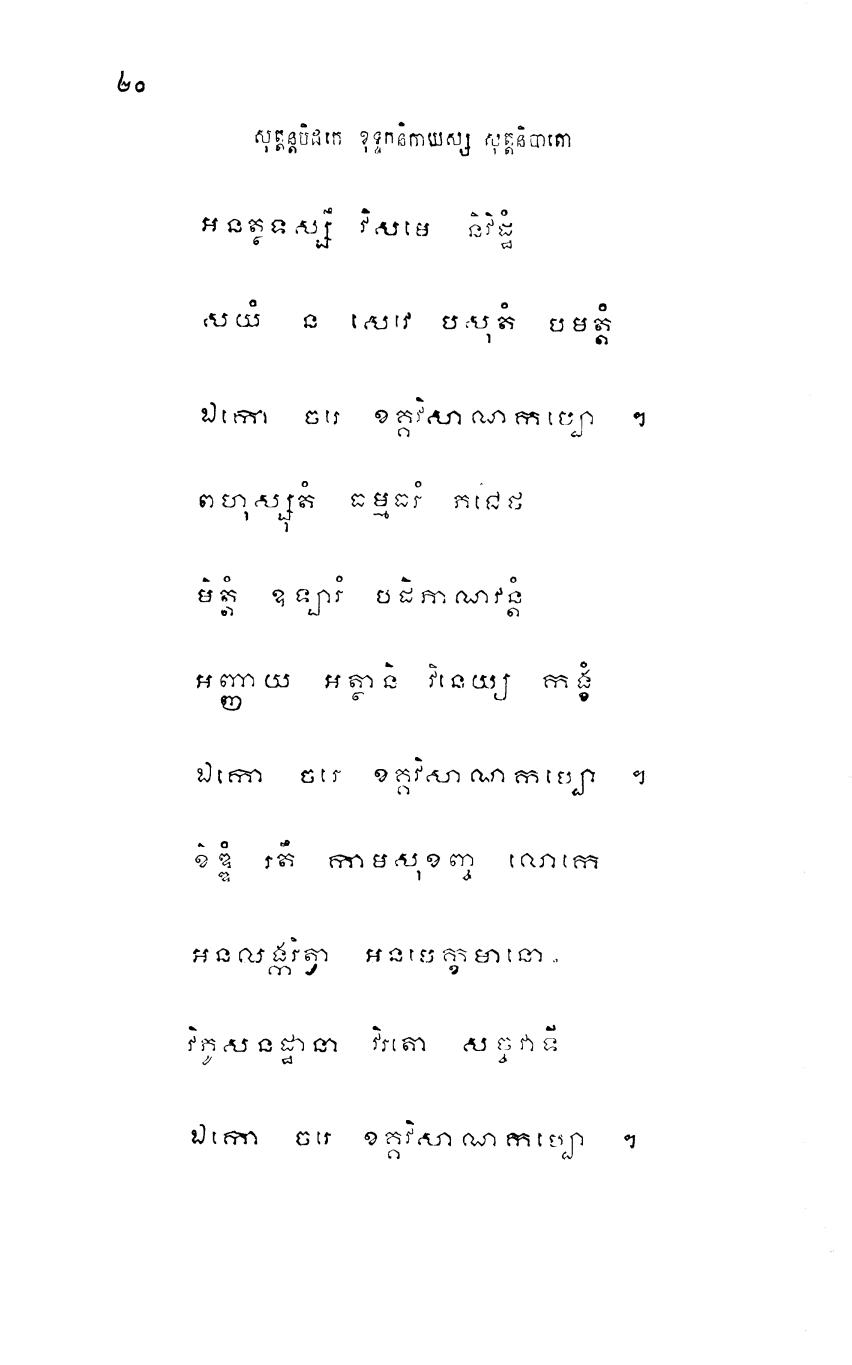 ២០
សុត្តន្តបិដកេ ខុទ្ទកនិកាយស្ស សុត្តនិបាតោ
អនត្ថទស្សឹ វិសមេ និវិដ្ឋំ
សយំ ន សេវេ បសុតំ បមត្តំ
ឯកោ ចរេ ខគ្គវិសាណកប្បោ ។
ពហុស្សុតំ ធម្មធរំ ភជេថ
មិត្តំ ឧឡារំ បដិភាណវន្តំ
អញ្ញាយ អត្ថានិ វិនេយ្យ កង្ខំ
ឯកោ ចរេ ខគ្គវិសាណកប្បោ ។
ខិឌ្ឌំ រតឹ កាមសុខញ្ច លោកេ
អនលង្ការិត្វា អនបេក្ខមានោ
វិភូសនដ្ឋានា វិរតោ សច្ចវាទី
ឯកោ ចរេ ខគ្គវិសាណកប្បោ ។